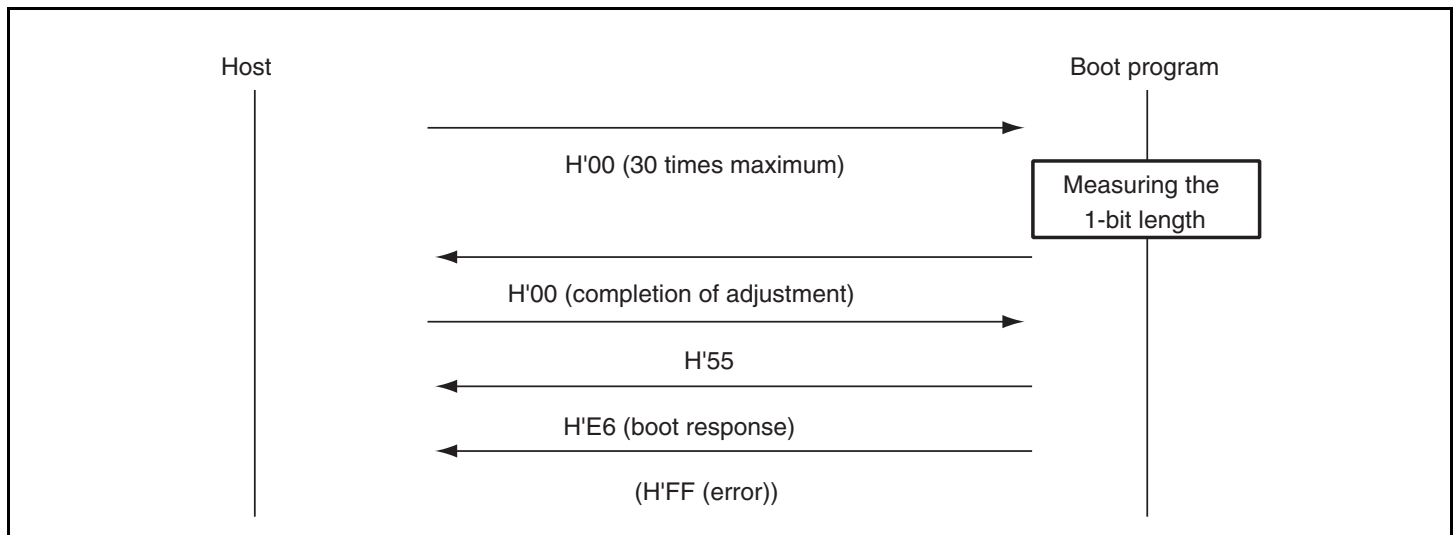 Host
Boot program
H'00 (30 times maximum)
Measuring the
1-bit length
H'00 (completion of adjustment)
H'55
H'E6 (boot response)
(H'FF (error))